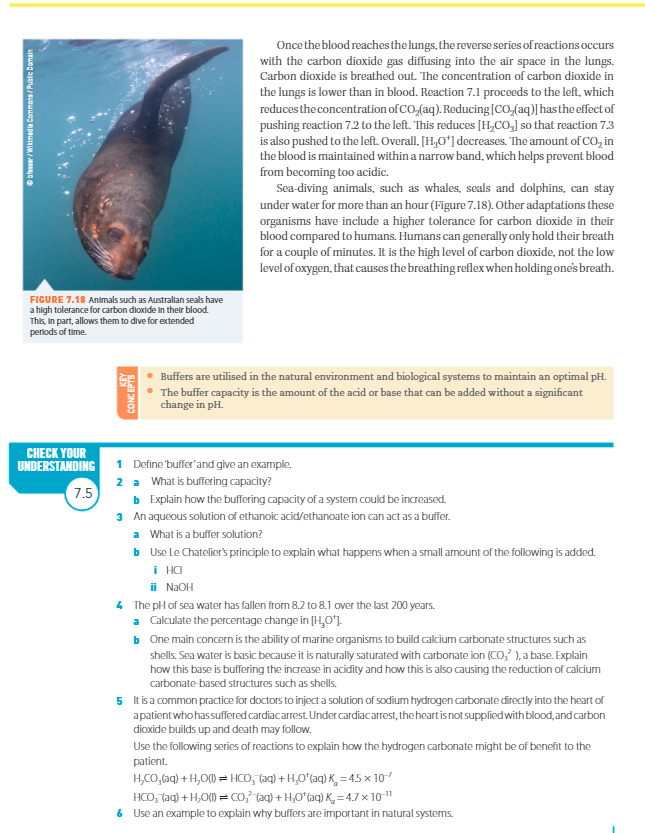 © bfesser / Wikimedia Commons / Public Domain
Once the blood reaches the lungs, the reverse series of reactions occurs
with the carbon dioxide gas diffusing into the air space in the lungs.
Carbon dioxide is breathed out. The concentration of carbon dioxide in
the lungs is lower than in blood. Reaction 7.1 proceeds to the left, which
reduces the concentration of CO₂(aq). Reducing [CO₂(aq)] has the effect of
pushing reaction 7.2 to the left. This reduces [H₂CO₃] so that reaction 7.3
is also pushed to the left. Overall, [H₃O⁺] decreases. The amount of CO₂ in
the blood is maintained within a narrow band, which helps prevent blood
from becoming too acidic.
Sea-diving animals, such as whales, seals and dolphins, can stay
under water for more than an hour (Figure 7.18). Other adaptations these
organisms have include a higher tolerance for carbon dioxide in their
blood compared to humans. Humans can generally only hold their breath
for a couple of minutes. It is the high level of carbon dioxide, not the low
level of oxygen, that causes the breathing reflex when holding one's breath.
FIGURE 7.18 Animals such as Australian seals have
a high tolerance for carbon dioxide in their blood.
This, in part, allows them to dive for extended
periods of time.
KEY
CONCEPTS
• Buffers are utilised in the natural environment and biological systems to maintain an optimal pH.
• The buffer capacity is the amount of the acid or base that can be added without a significant
change in pH.
CHECK YOUR
UNDERSTANDING
7.5
1 Define 'buffer' and give an example.
2 a What is buffering capacity?
b Explain how the buffering capacity of a system could be increased.
3 An aqueous solution of ethanoic acid/ethanoate ion can act as a buffer.
a What is a buffer solution?
b Use Le Chatelier's principle to explain what happens when a small amount of the following is added.
i HCl
ii NaOH
4 The pH of sea water has fallen from 8.2 to 8.1 over the last 200 years.
a Calculate the percentage change in [H₃O⁺].
b One main concern is the ability of marine organisms to build calcium carbonate structures such as
shells. Sea water is basic because it is naturally saturated with carbonate ion (CO₃² ), a base. Explain
how this base is buffering the increase in acidity and how this is also causing the reduction of calcium
carbonate-based structures such as shells.
5 It is a common practice for doctors to inject a solution of sodium hydrogen carbonate directly into the heart of
a patient who has suffered cardiac arrest. Under cardiac arrest, the heart is not supplied with blood, and carbon
dioxide builds up and death may follow.
Use the following series of reactions to explain how the hydrogen carbonate might be of benefit to the
patient.
H₂CO₃(aq) + H₂O(l) ⇌ HCO₃⁻(aq) + H₃O⁺(aq) Kₐ = 4.5 × 10⁻⁷
HCO₃⁻(aq) + H₂O(l) ⇌ CO₃²⁻(aq) + H₃O⁺(aq) Kₐ = 4.7 × 10⁻¹¹
6 Use an example to explain why buffers are important in natural systems.